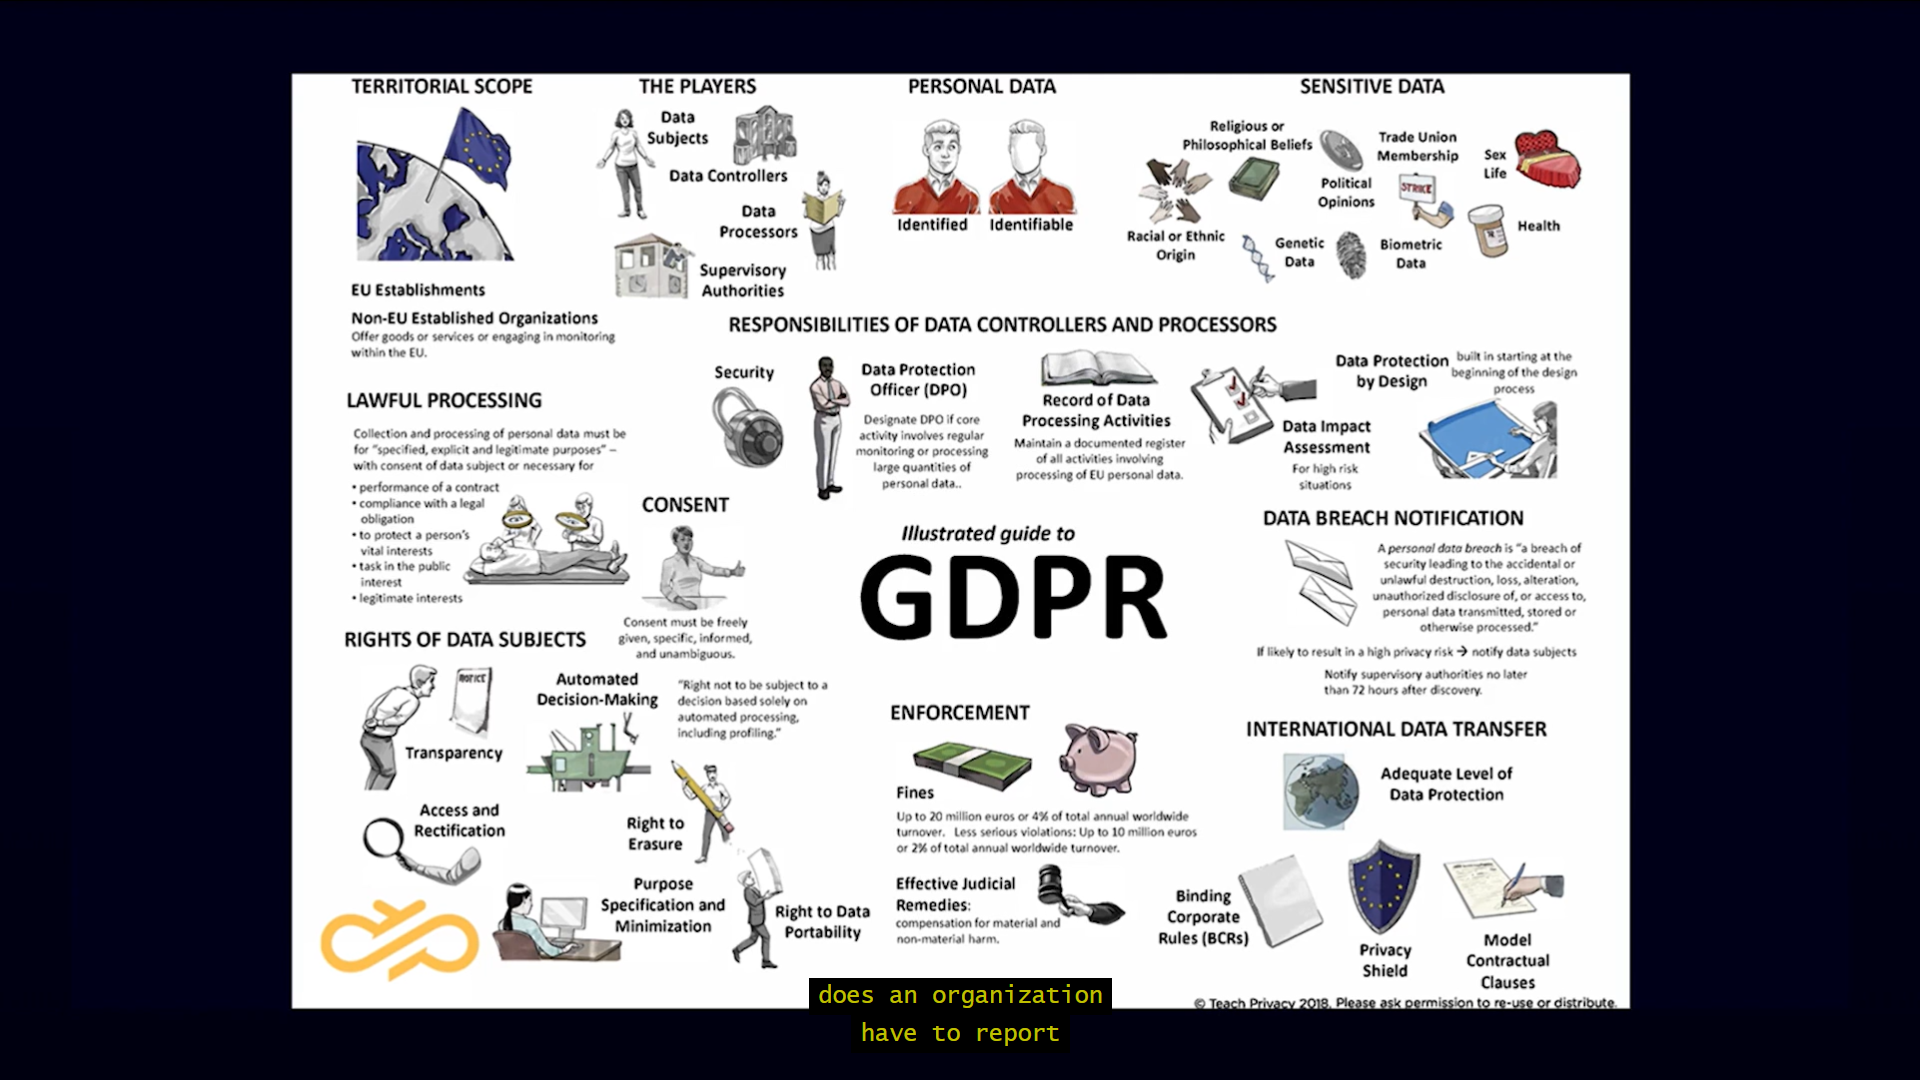 TERRITORIAL SCOPE
EU Establishments
Non-EU Established Organizations
Offer goods or services or engaging in monitoring
within the EU.
THE PLAYERS
Data
Subjects
Data Controllers
Data
Processors
Supervisory
Authorities
PERSONAL DATA
Identified
Identifiable
SENSITIVE DATA
Religious or
Philosophical Beliefs
Trade Union
Membership
Sex
Life
Political
Opinions
STRIKE
Racial or Ethnic
Origin
Genetic
Data
Biometric
Data
Health
RESPONSIBILITIES OF DATA CONTROLLERS AND PROCESSORS
Security
Data Protection
Officer (DPO)
Designate DPO if core
activity involves regular
monitoring or processing
large quantities of
personal data..
Record of Data
Processing Activities
Maintain a documented register
of all activities involving
processing of EU personal data.
Data Impact
Assessment
For high risk
situations
Data Protection
by Design
built in starting at the
beginning of the design
process
LAWFUL PROCESSING
Collection and processing of personal data must be
for "specified, explicit and legitimate purposes" –
with consent of data subject or necessary for
• performance of a contract
• compliance with a legal
obligation
• to protect a person's
vital interests
• task in the public
interest
• legitimate interests
CONSENT
Consent must be freely
given, specific, informed,
and unambiguous.
Illustrated guide to
GDPR
DATA BREACH NOTIFICATION
A personal data breach is "a breach of
security leading to the accidental or
unlawful destruction, loss, alteration,
unauthorized disclosure of, or access to,
personal data transmitted, stored or
otherwise processed."
If likely to result in a high privacy risk → notify data subjects
Notify supervisory authorities no later
than 72 hours after discovery.
RIGHTS OF DATA SUBJECTS
NOTICE
Transparency
Automated
Decision-Making
"Right not to be subject to a
decision based solely on
automated processing,
including profiling."
Access and
Rectification
Right to
Erasure
Purpose
Specification and
Minimization
Right to Data
Portability
ENFORCEMENT
Fines
Up to 20 million euros or 4% of total annual worldwide
turnover. Less serious violations: Up to 10 million euros
or 2% of total annual worldwide turnover.
Effective Judicial
Remedies:
compensation for material and
non-material harm.
INTERNATIONAL DATA TRANSFER
Adequate Level of
Data Protection
Binding
Corporate
Rules (BCRs)
Privacy
Shield
Model
Contractual
Clauses
© Teach Privacy 2018. Please ask permission to re-use or distribute.
does an organization
have to report